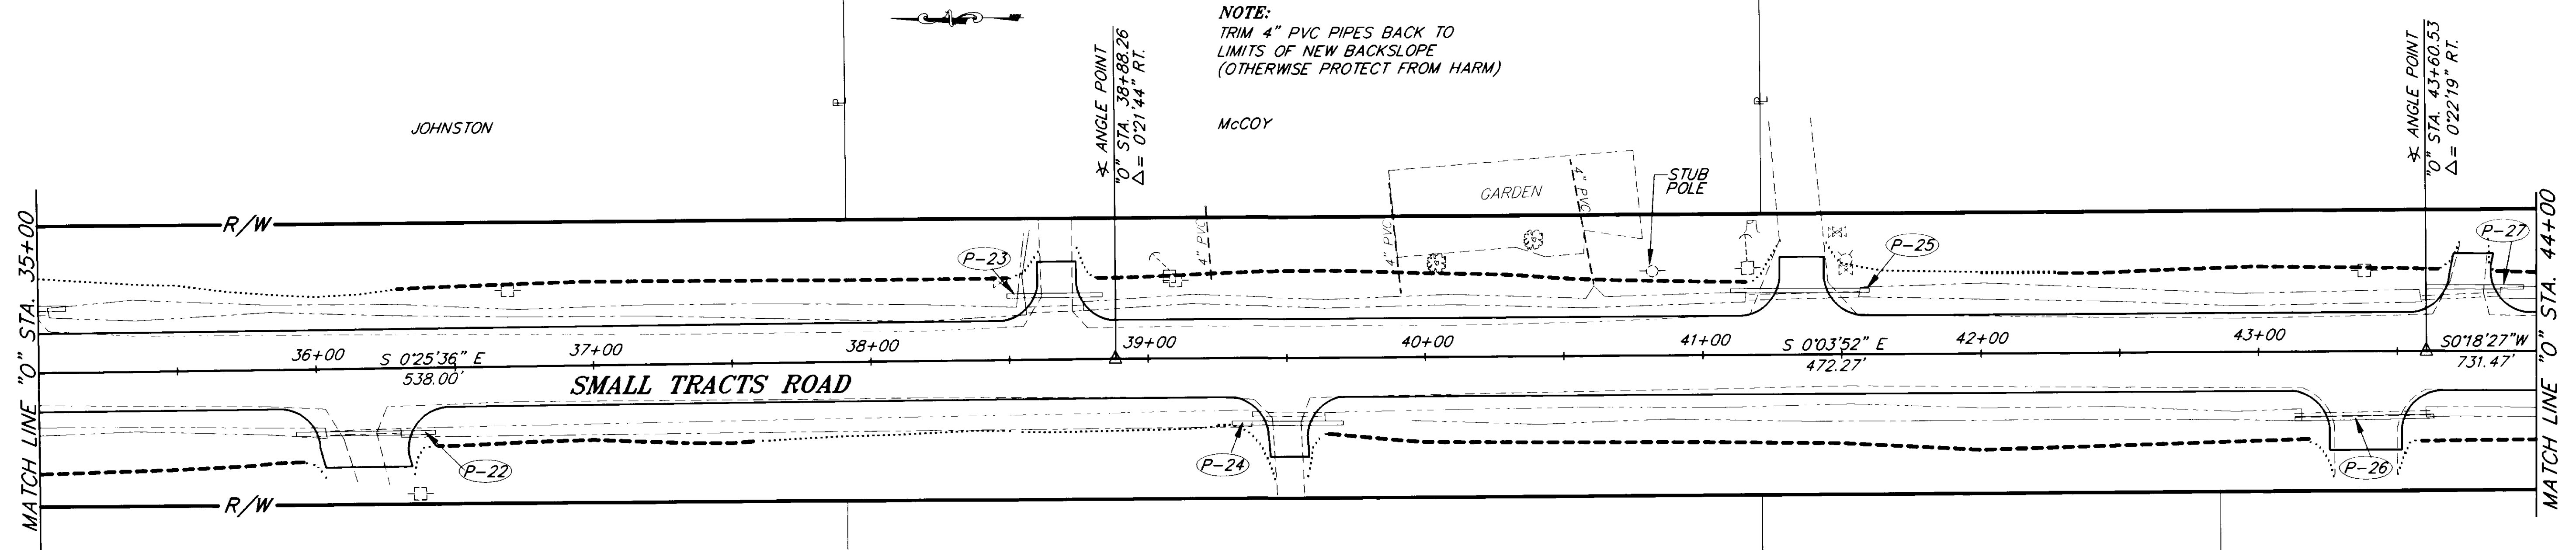 NOTE:
TRIM 4" PVC PIPES BACK TO
LIMITS OF NEW BACKSLOPE
(OTHERWISE PROTECT FROM HARM)
JOHNSTON
McCOY
ANGLE POINT
"O" STA. 38+88.26
Δ= 0°21'44" RT.
ANGLE POINT
"O" STA. 43+60.53
Δ= 0°22'19" RT.
GARDEN
4" PVC
STUB
POLE
R/W
4" PVC
4" PVC
P-23
P-25
P-27
MATCH LINE "O" STA. 35+00
36+00
S 0°25'36" E
538.00'
37+00
38+00
39+00
40+00
41+00
S 0°03'52" E
472.27'
42+00
43+00
S0°18'27"W
731.47'
MATCH LINE "O" STA. 44+00
SMALL TRACTS ROAD
P-22
P-24
P-26
R/W